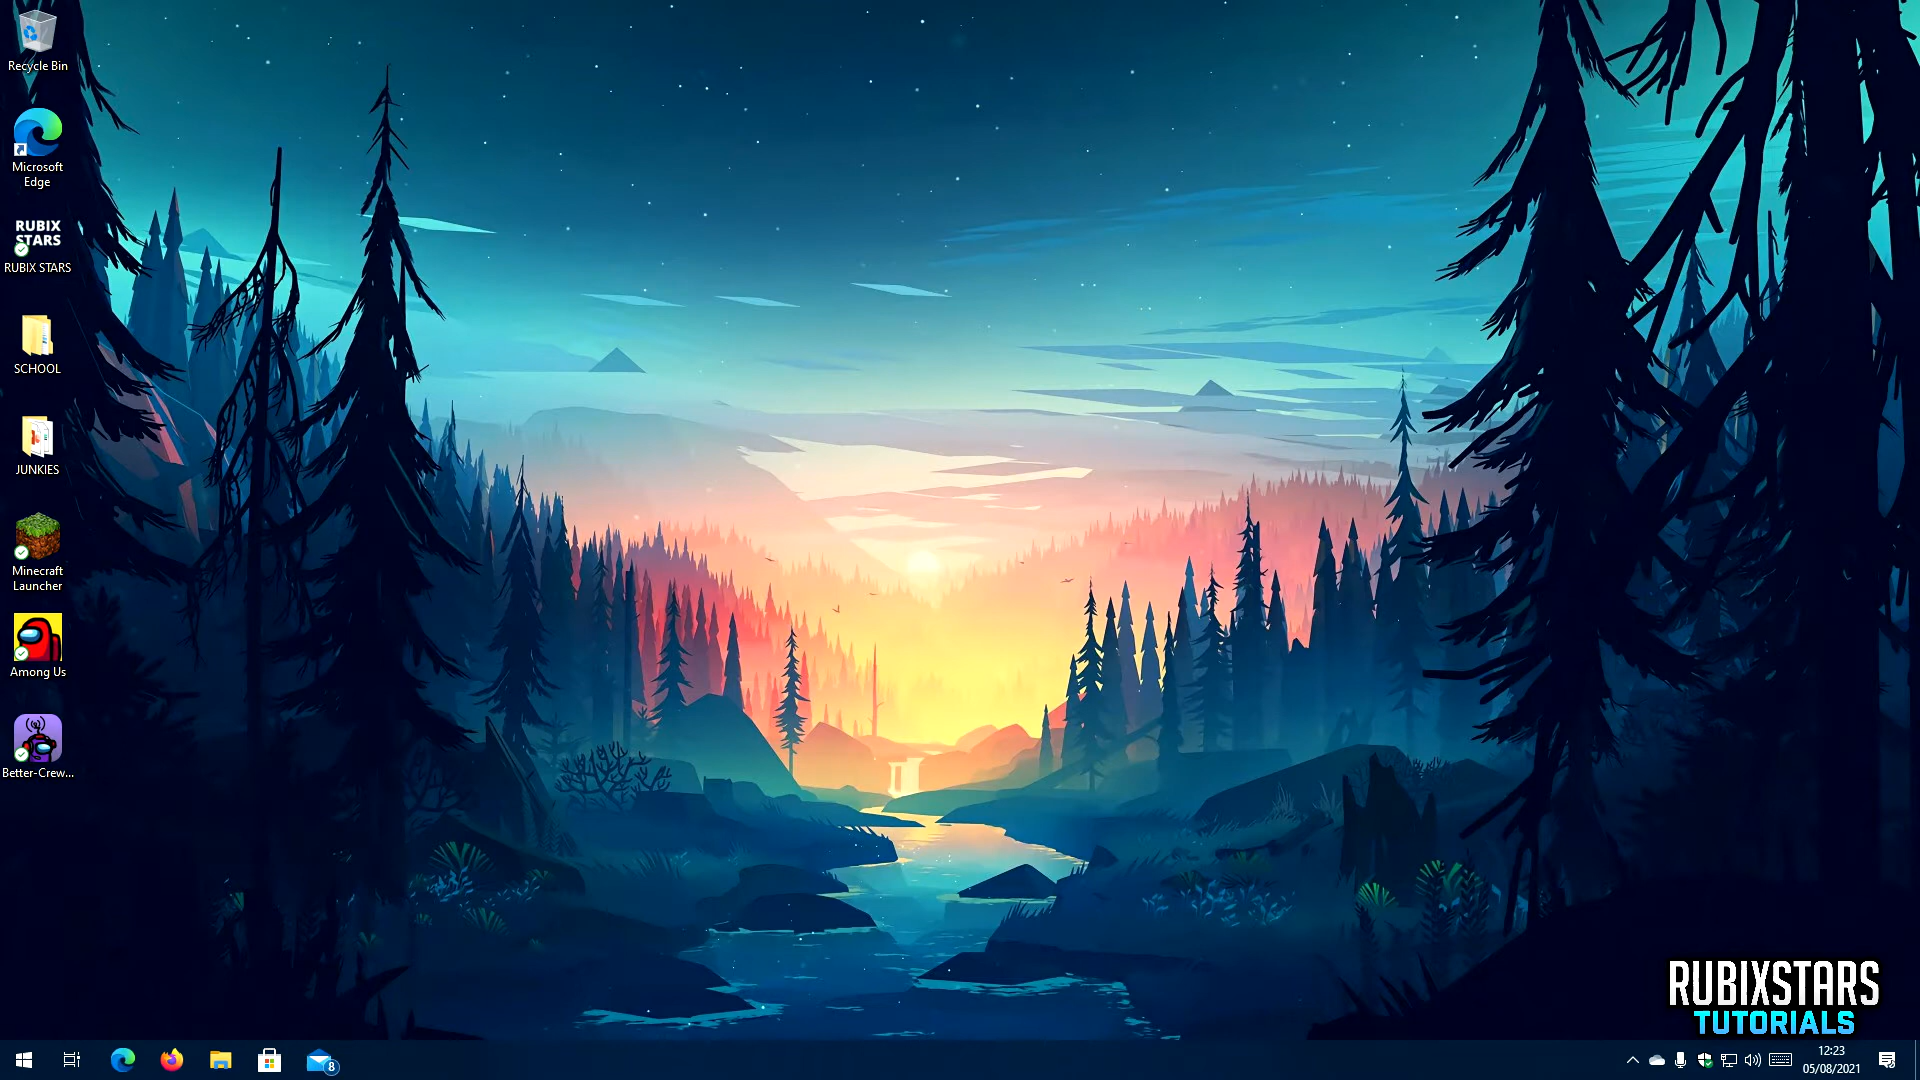 Recycle Bin
Microsoft
Edge
RUBIX
STARS
RUBIX STARS
SCHOOL
JUNKIES
Minecraft
Launcher
Among Us
Better-Crew...
RUBIXSTARS
TUTORIALS
8
12:23
05/08/2021